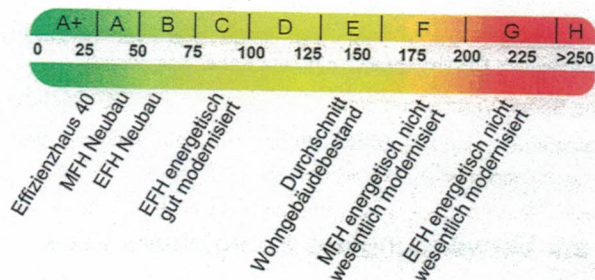 A+ A B C D E F G H
0 25 50 75 100 125 150 175 200 225 >250
Effizienzhaus 40
MFH Neubau
EFH Neubau
EFH energetisch
gut modernisiert
Durchschnitt
Wohngebäudebestand
MFH energetisch nicht
wesentlich modernisiert
EFH energetisch nicht
wesentlich modernisiert